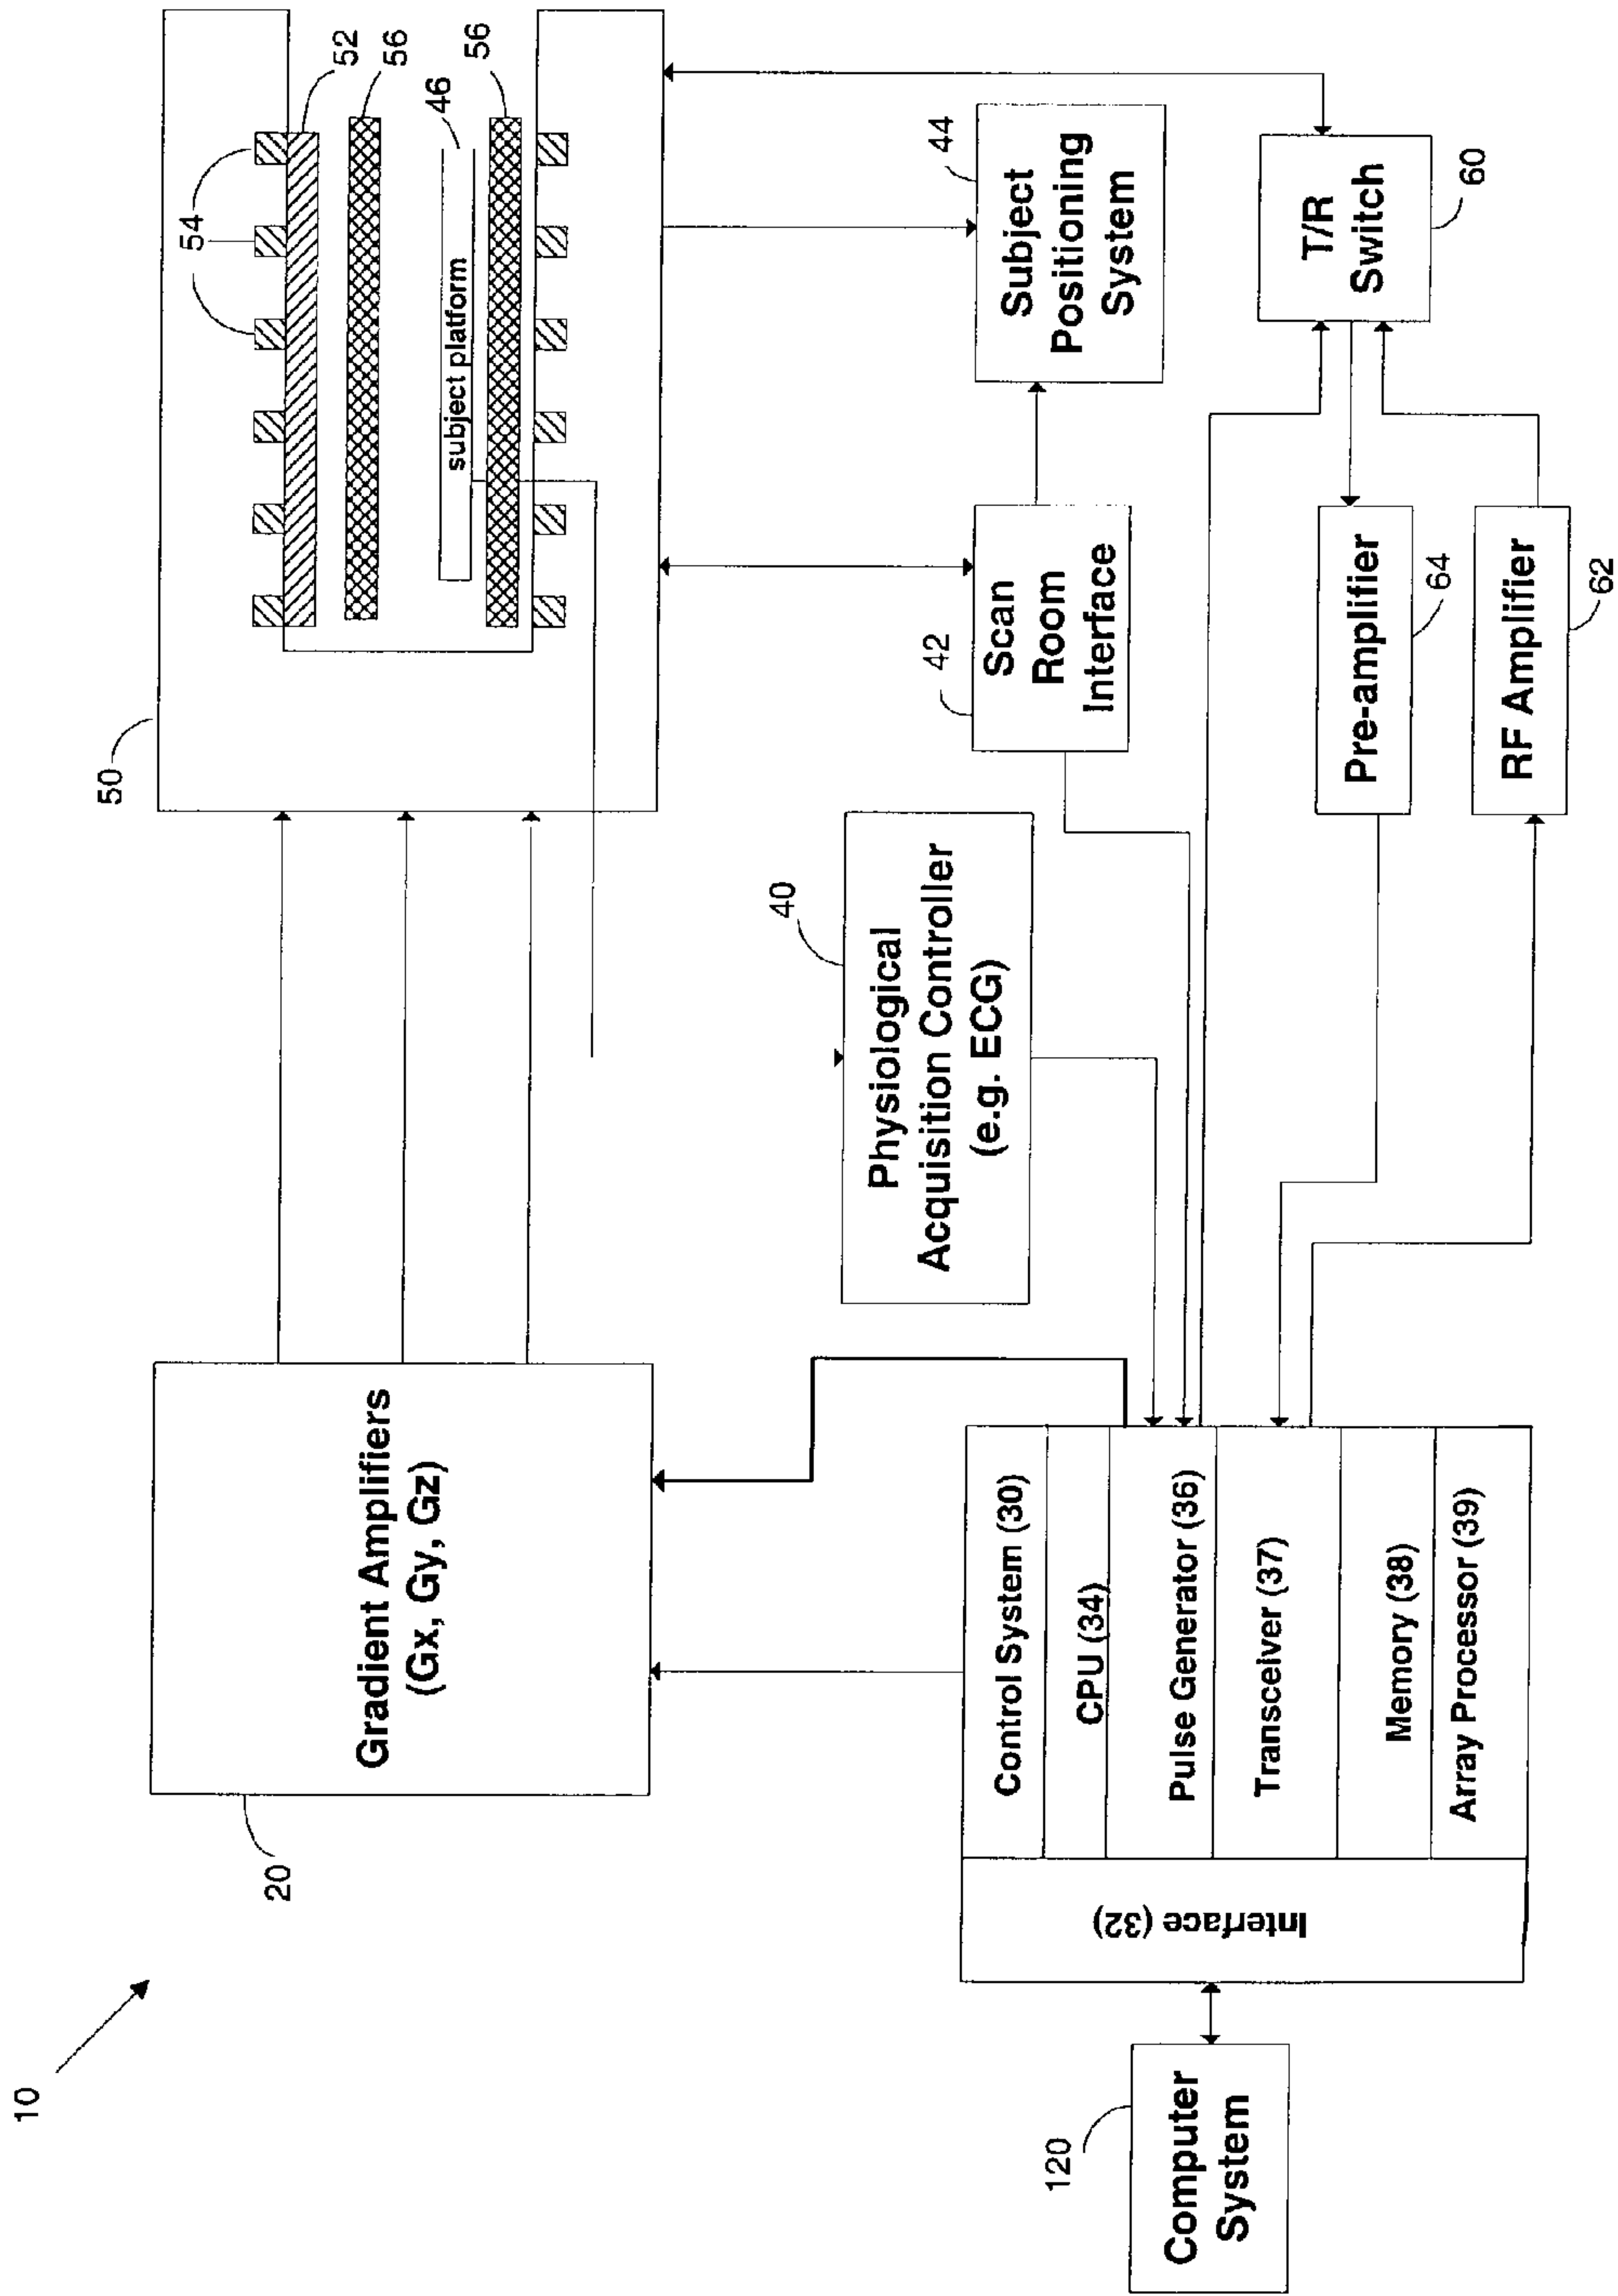 10
20
Gradient Amplifiers
(Gx, Gy, Gz)
50
54
52
56
46
subject platform
56
40
Physiological
Acquisition Controller
(e.g. ECG)
42
Scan
Room
Interface
44
Subject
Positioning
System
120
Computer
System
Interface (32)
Control System (30)
CPU (34)
Pulse Generator (36)
Transceiver (37)
Memory (38)
Array Processor (39)
T/R
Switch
60
Pre-amplifier
64
RF Amplifier
62